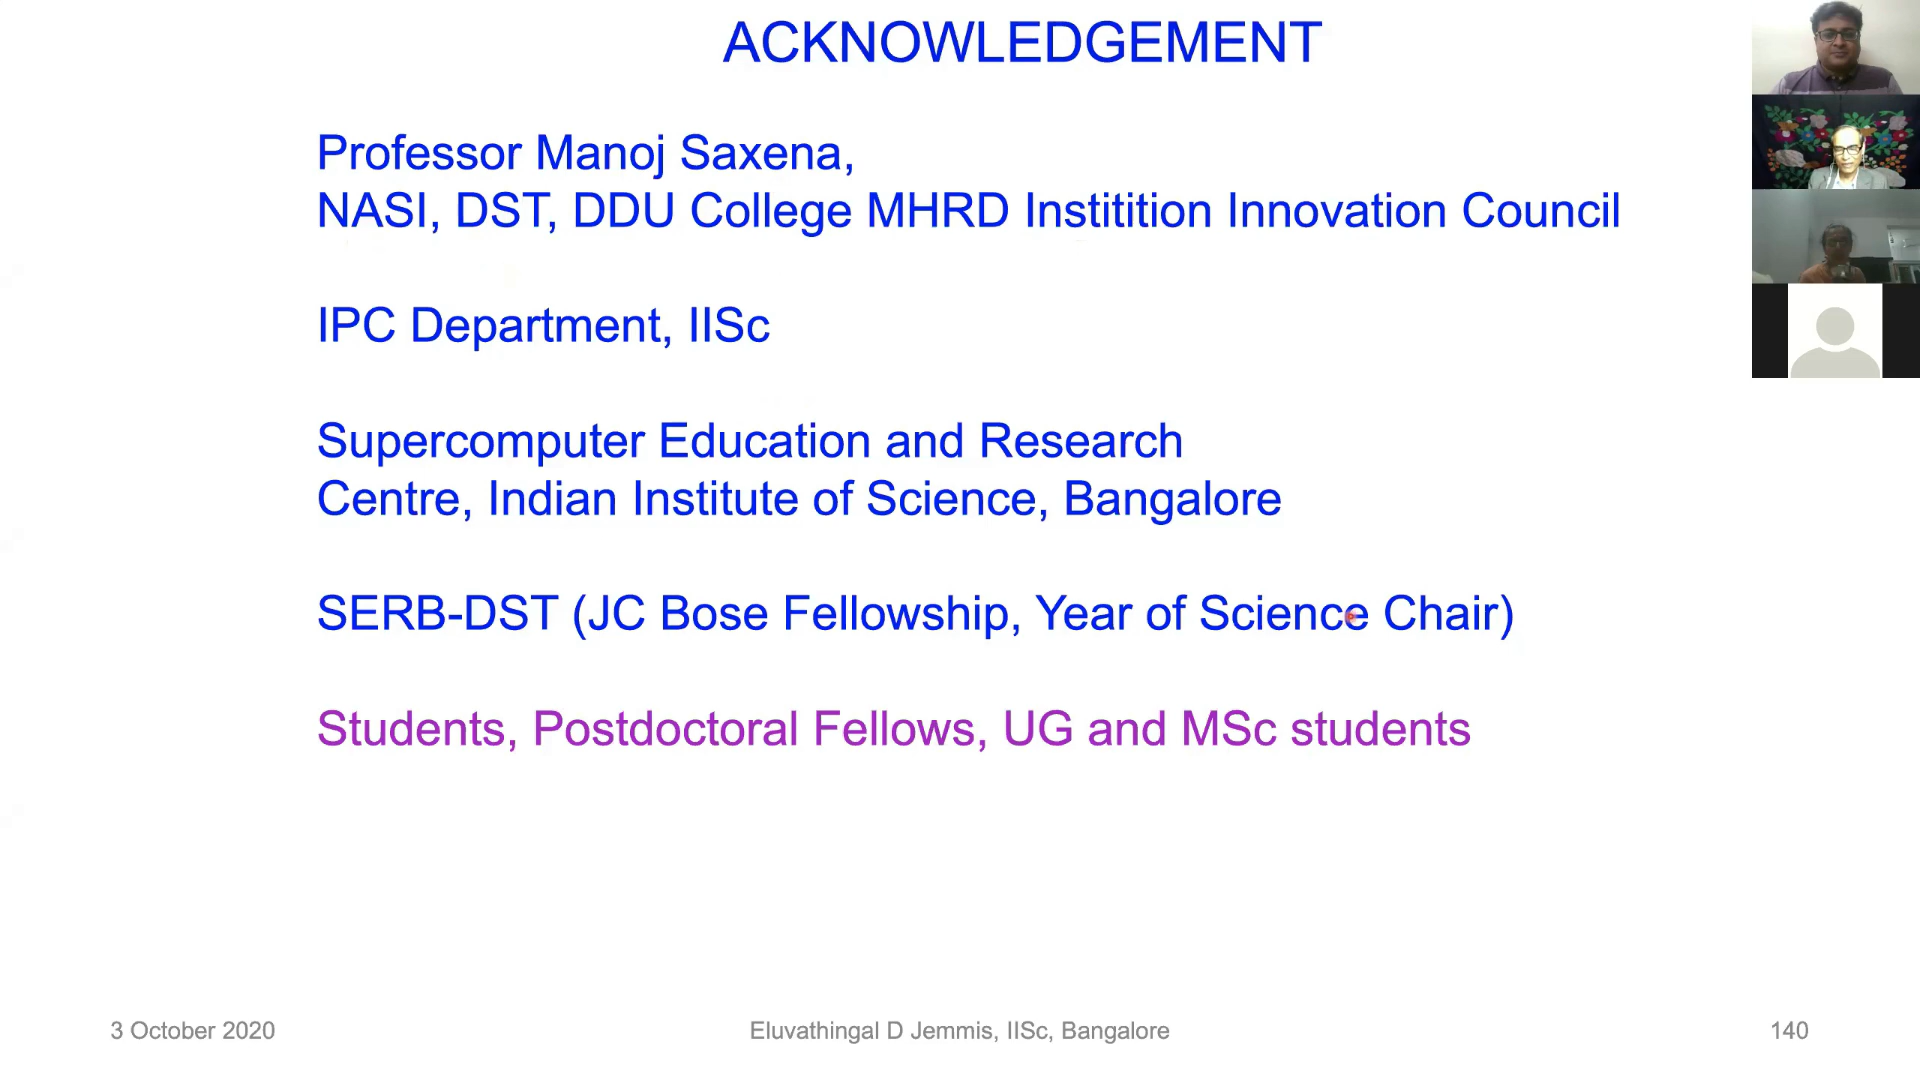 ACKNOWLEDGEMENT
Professor Manoj Saxena,
NASI, DST, DDU College MHRD Institition Innovation Council
IPC Department, IISc
Supercomputer Education and Research
Centre, Indian Institute of Science, Bangalore
SERB-DST (JC Bose Fellowship, Year of Science Chair)
Students, Postdoctoral Fellows, UG and MSc students
3 October 2020
Eluvathingal D Jemmis, IISc, Bangalore
140